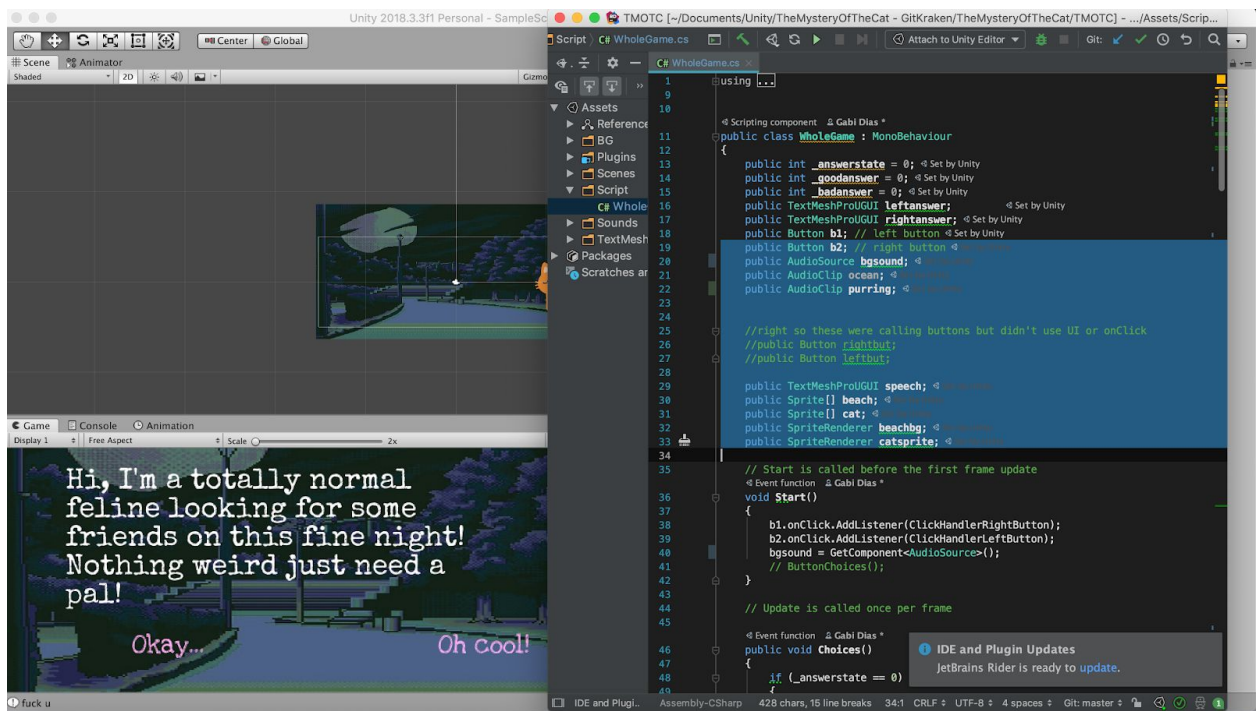 Unity 2018.3.3f1 Personal - SampleSc
Center
Global
# Scene
Animator
Shaded
2D
Gizmo
Game
Console
Animation
Display 1
Free Aspect
Scale
2x
Hi, I'm a totally normal
feline looking for some
friends on this fine night!
Nothing weird just need a
pal!
Okay...
Oh cool!
fuck u
TMOTC [~/Documents/Unity/TheMysteryOfTheCat - GitKraken/TheMysteryOfTheCat/TMOTC] - .../Assets/Scrip...
Script
C# WholeGame.cs
Attach to Unity Editor
Git:
C# WholeGame.cs
Assets
Reference
BG
Plugins
Scenes
Script
C# Whole
Sounds
TextMesh
Packages
Scratches ar
1 using ...
9
10
Scripting component Gabi Dias *
11 public class WholeGame : MonoBehaviour
12 {
13 public int _answerstate = 0; Set by Unity
14 public int _goodanswer = 0; Set by Unity
15 public int _badanswer = 0; Set by Unity
16 public TextMeshProUGUI leftanswer; Set by Unity
17 public TextMeshProUGUI rightanswer; Set by Unity
18 public Button b1; // left button Set by Unity
19 public Button b2; // right button
20 public AudioSource bgsound;
21 public AudioClip ocean;
22 public AudioClip purring;
23
24
25 //right so these were calling buttons but didn't use UI or onClick
26 //public Button rightbut;
27 //public Button leftbut;
28
29 public TextMeshProUGUI speech;
30 public Sprite[] beach;
31 public Sprite[] cat;
32 public SpriteRenderer beachbg;
33 public SpriteRenderer catsprite;
34
35 // Start is called before the first frame update
Event function Gabi Dias *
36 void Start()
37 {
38 b1.onClick.AddListener(ClickHandlerRightButton);
39 b2.onClick.AddListener(ClickHandlerLeftButton);
40 bgsound = GetComponent<AudioSource>();
41 // ButtonChoices();
42 }
43
44 // Update is called once per frame
45
Event function Gabi Dias *
46 public void Choices()
47 {
48 if (_answerstate == 0)
49 {
IDE and Plugin Updates
JetBrains Rider is ready to update.
IDE and Plugi..
Assembly-CSharp
428 chars, 15 line breaks
34:1
CRLF
UTF-8
4 spaces
Git: master
1